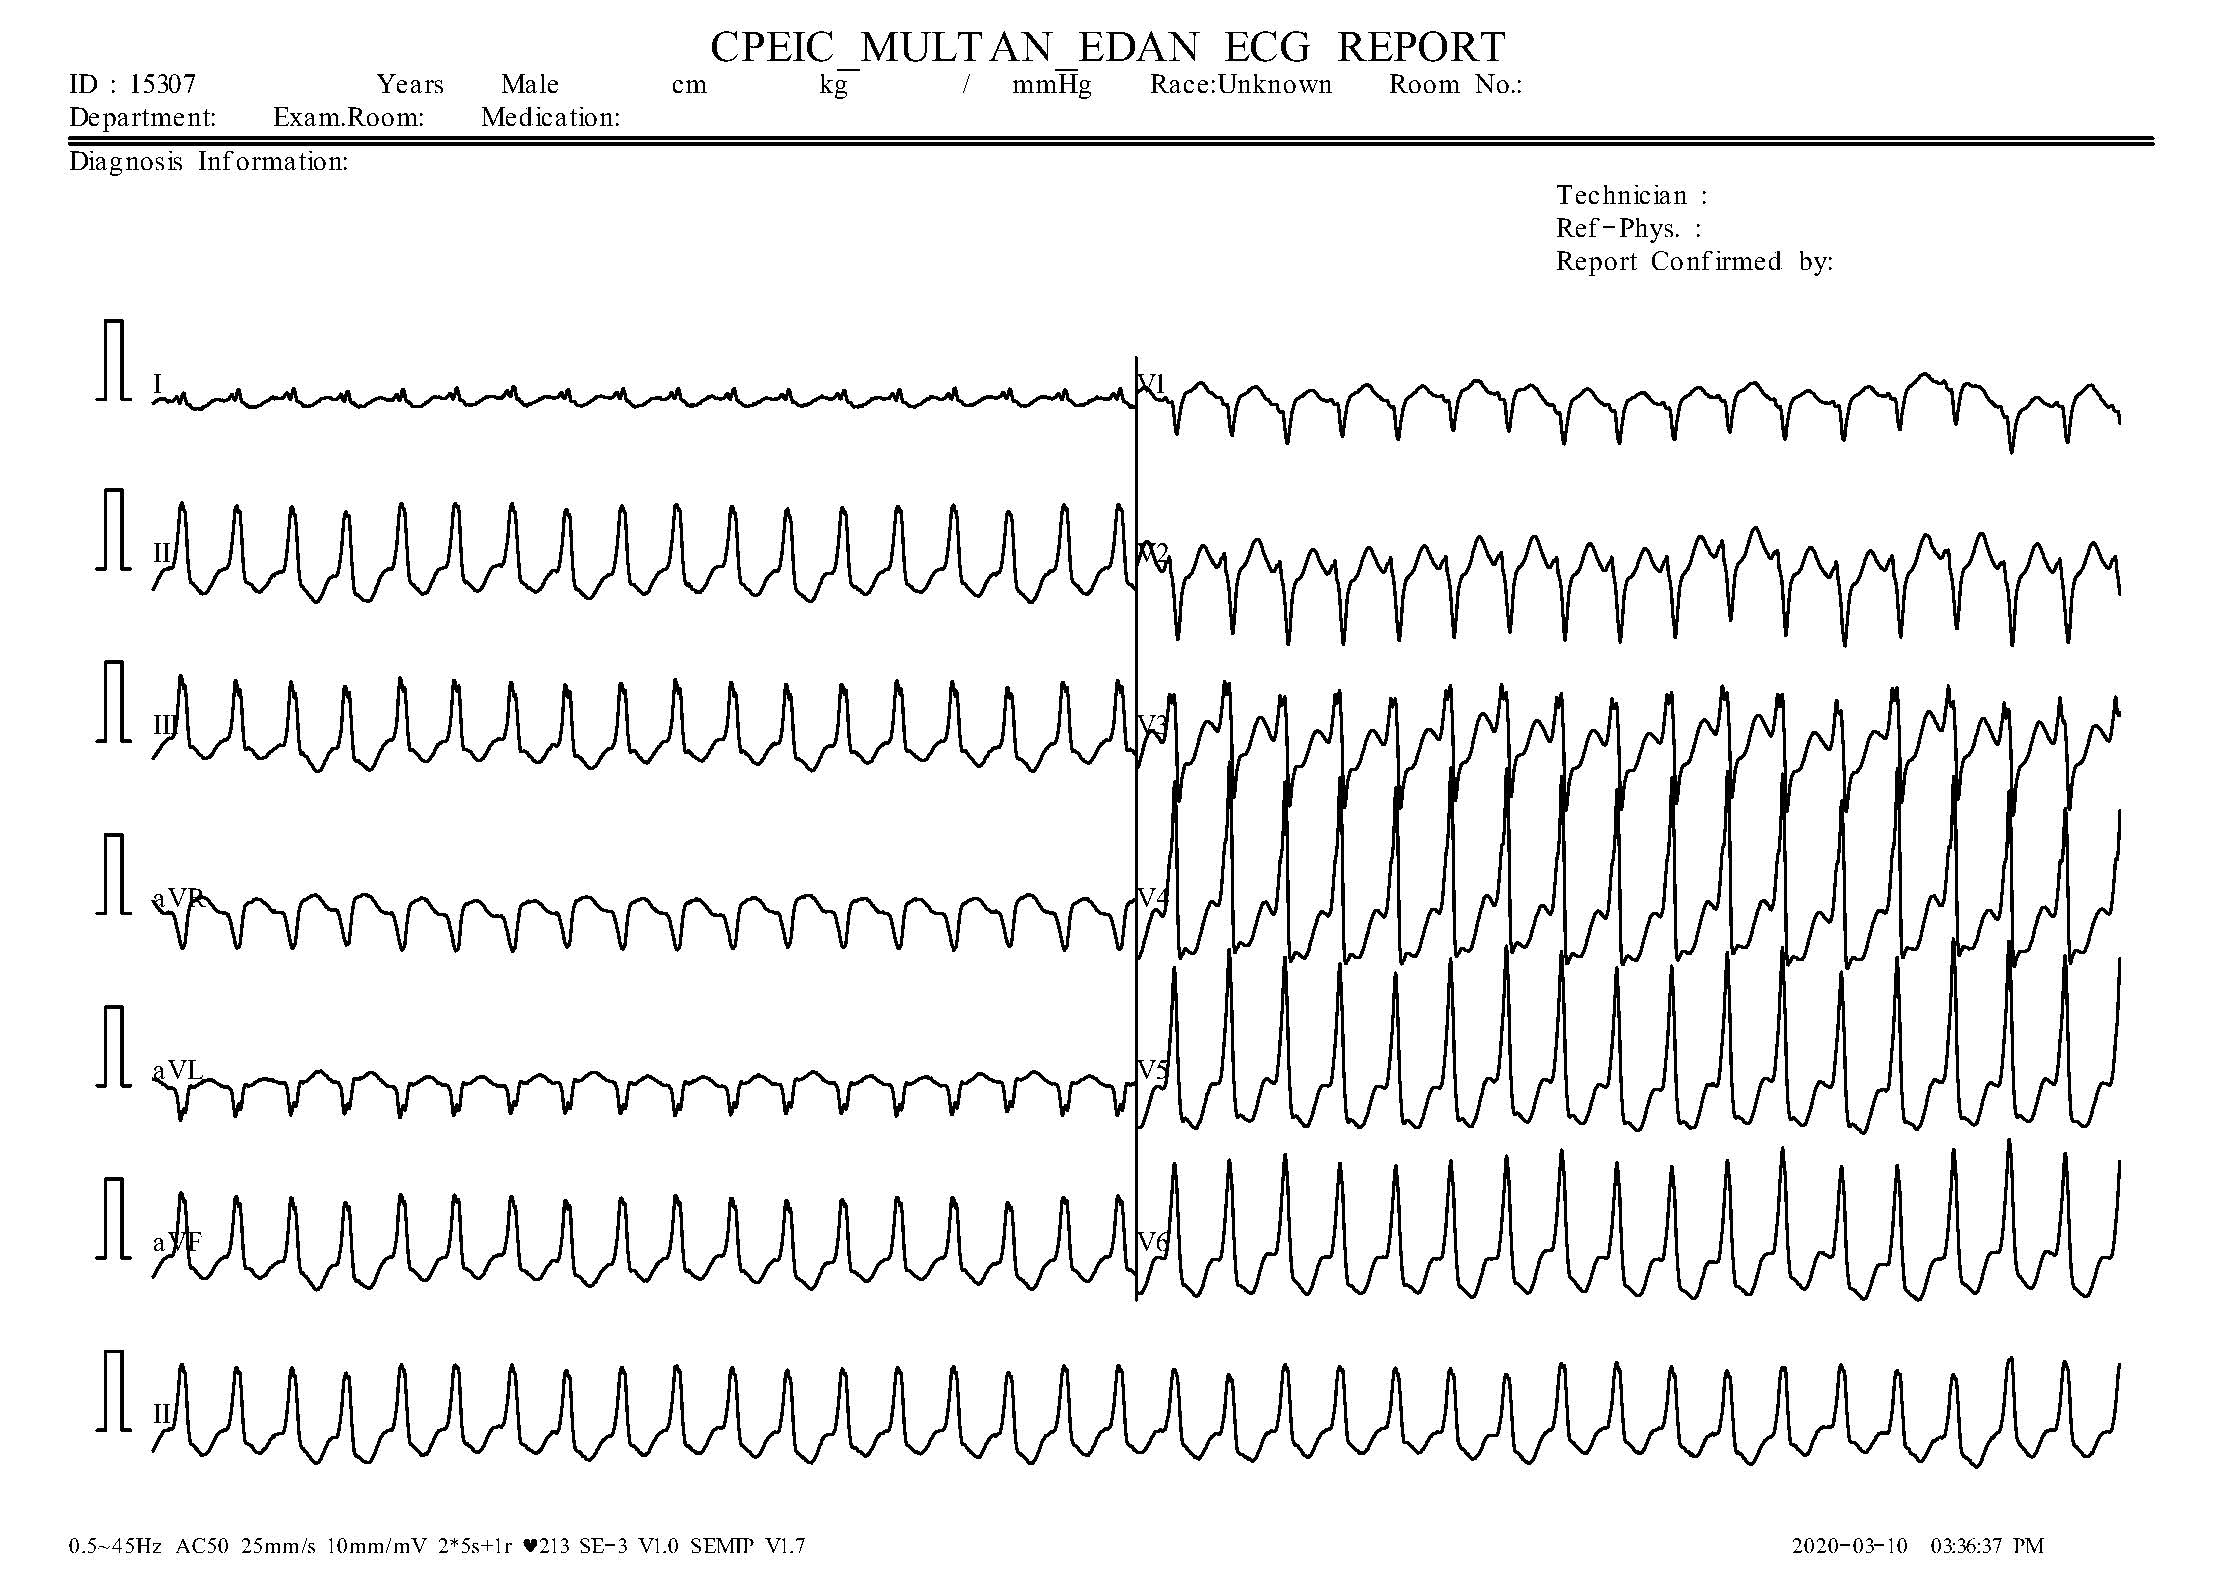 CPEIC_MULTAN_EDAN ECG REPORT
ID : 15307 Years Male cm kg / mmHg Race:Unknown Room No.:
Department: Exam.Room: Medication:
Diagnosis Information:
Technician :
Ref-Phys. :
Report Confirmed by:
I V1
II V2
III V3
aVR V4
aVL V5
aVF V6
II
0.5~45Hz AC50 25mm/s 10mm/mV 2*5s+1r ♥213 SE-3 V1.0 SEMIP V1.7 2020-03-10 03:36:37 PM